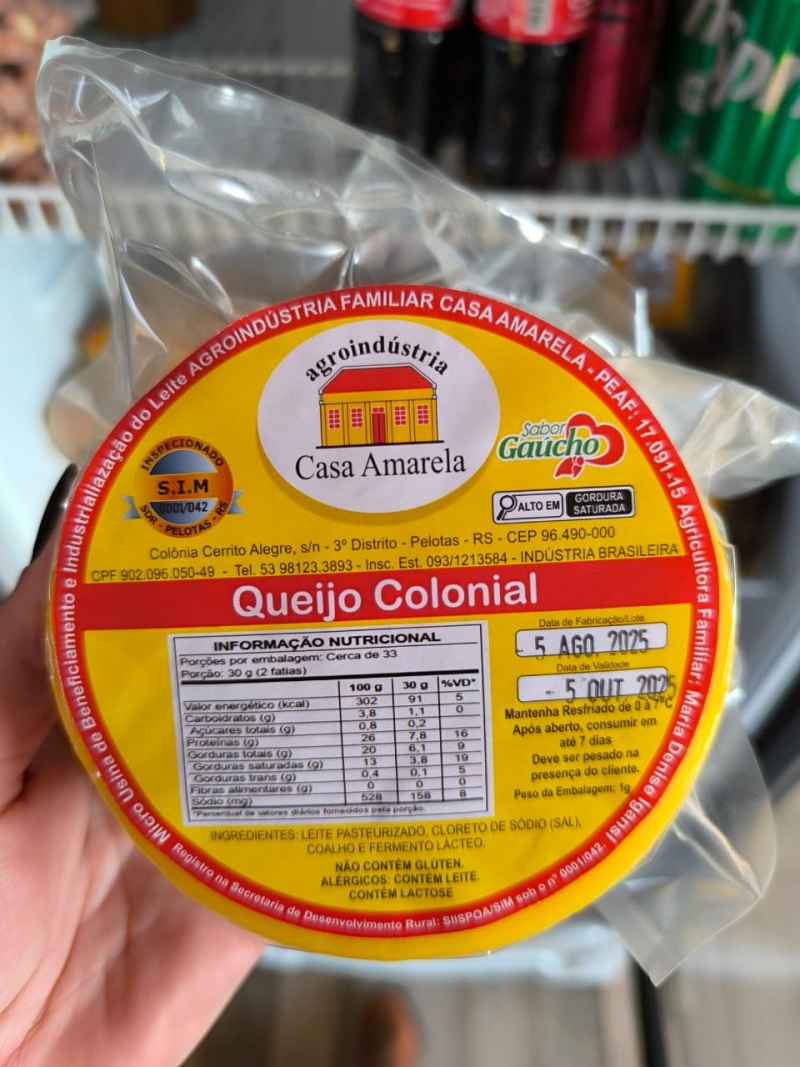 Micro Usina de Beneficiamento e Industriallazação do Leite AGROINDÚSTRIA FAMILIAR CASA AMARELA - PEAF: 17.091-15 Agricultora Familiar: Maria Denise Igansi
agroindústria
Casa Amarela
INSPECIONADO
S.I.M
0001/042
SDR - PELOTAS - RS
Sabor
Gaúcho
ALTO EM
GORDURA
SATURADA
Colônia Cerrito Alegre, s/n - 3º Distrito - Pelotas - RS - CEP 96.490-000
CPF 902.096.050-49 - Tel. 53 98123.3893 - Insc. Est. 093/1213584 - INDÚSTRIA BRASILEIRA
Queijo Colonial
INFORMAÇÃO NUTRICIONAL
Porções por embalagem: Cerca de 33
Porção: 30 g (2 fatias)
100 g 30 g %VD*
Valor energético (kcal) 302 91 5
Carboidratos (g) 3,8 1,1 0
Açúcares totais (g) 0,8 0,2
Proteínas (g) 26 7,8 16
Gorduras totais (g) 20 6,1 9
Gorduras saturadas (g) 13 3,8 19
Gorduras trans (g) 0,4 0,1 5
Fibras alimentares (g) 0 0 0
Sódio (mg) 528 158 8
*Persentual de valores diários fornecidos pela porção.
Data de Fabricação/Lote
5 AGO. 2025
Data de Validade
- 5 OUT. 2025
Mantenha Resfriado de 0 à 7°C
Após aberto, consumir em
até 7 dias
Deve ser pesado na
presença do cliente.
Peso da Embalagem: 1g
INGREDIENTES: LEITE PASTEURIZADO, CLORETO DE SÓDIO (SAL),
COALHO E FERMENTO LÁCTEO.
NÃO CONTÉM GLÚTEN.
ALÉRGICOS: CONTÉM LEITE.
CONTÉM LACTOSE
Registro na Secretaria de Desenvolvimento Rural: SIISPOA/SIM sob o nº 0001/042.